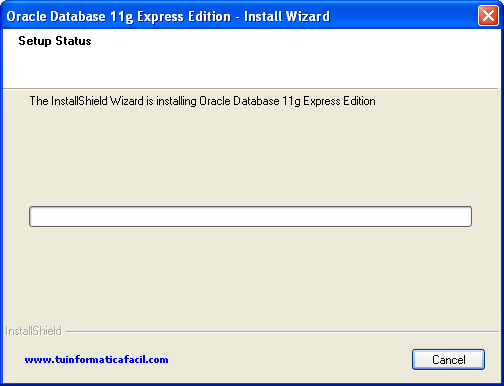 Oracle Database 11g Express Edition - Install Wizard
Setup Status
The InstallShield Wizard is installing Oracle Database 11g Express Edition
InstallShield
www.tuinformaticafacil.com
Cancel